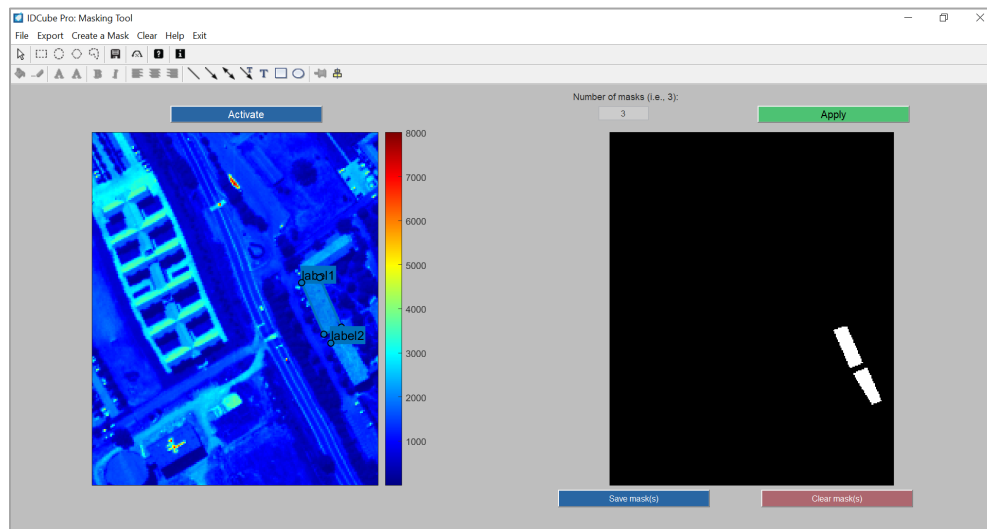 IDCube Pro: Masking Tool
File Export Create a Mask Clear Help Exit
A A B I T T
Number of masks (i.e., 3):
Activate
3
Apply
8000
7000
6000
5000
4000
3000
2000
1000
label1
label2
Save mask(s)
Clear mask(s)